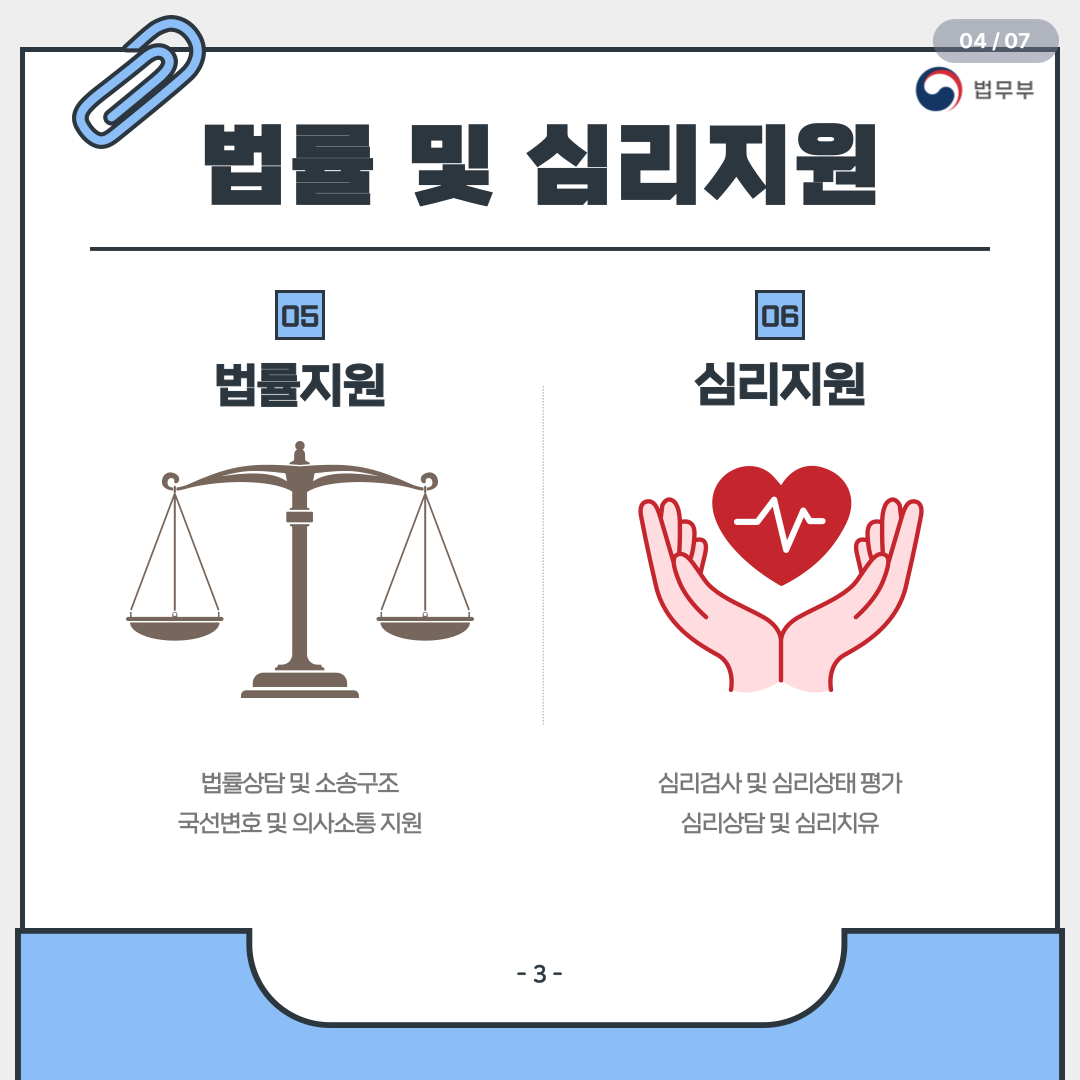 04 / 07
법무부
법률 및 심리지원
05
법률지원
법률상담 및 소송구조
국선변호 및 의사소통 지원
06
심리지원
심리검사 및 심리상태 평가
심리상담 및 심리치유
- 3 -